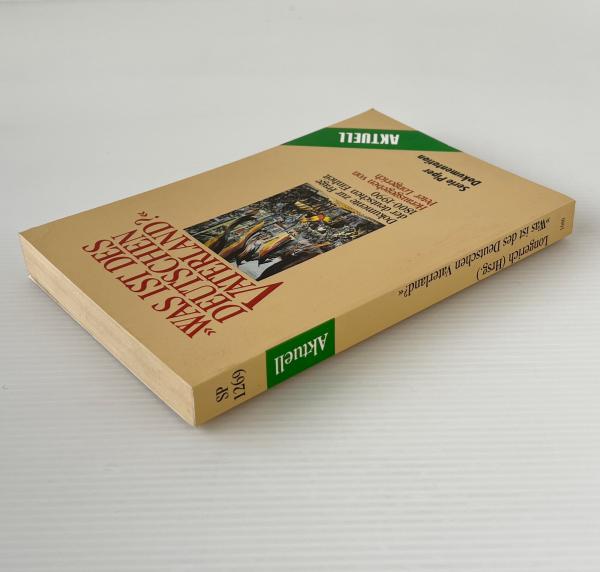 »WAS IST DES
DEUTSCHEN
VATERLAND?«
Dokumente zur Frage
der deutschen Einheit
1800-1990
Herausgegeben von
Peter Longerich
Serie Piper
Dokumentation
AKTUELL
Longerich (Hrsg.)
»Was ist des Deutschen Vaterland?«
Aktuell
SP
1269